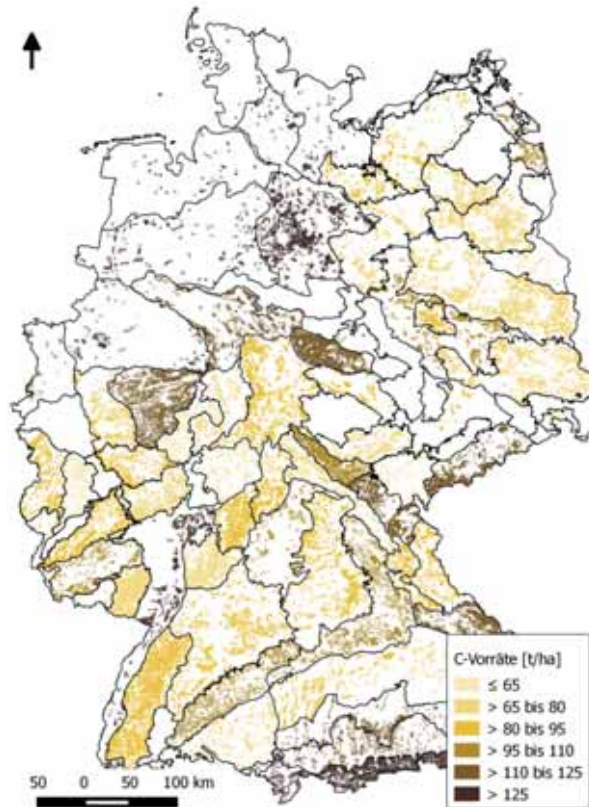 C-Vorräte [t/ha]
≤ 65
> 65 bis 80
> 80 bis 95
> 95 bis 110
> 110 bis 125
> 125
50 0 50 100 km